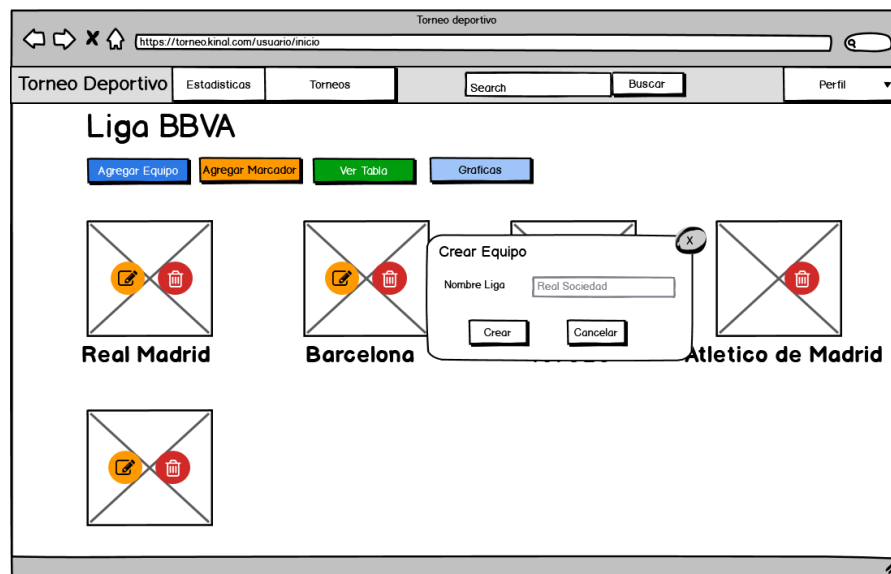 Torneo deportivo
https://torneo.kinal.com/usuario/inicio
Torneo Deportivo Estadisticas Torneos Search Buscar Perfil
Liga BBVA
Agregar Equipo Agregar Marcador Ver Tabla Graficas
X
Crear Equipo
Nombre Liga Real Sociedad
Crear Cancelar
Real Madrid Barcelona Atletico de Madrid